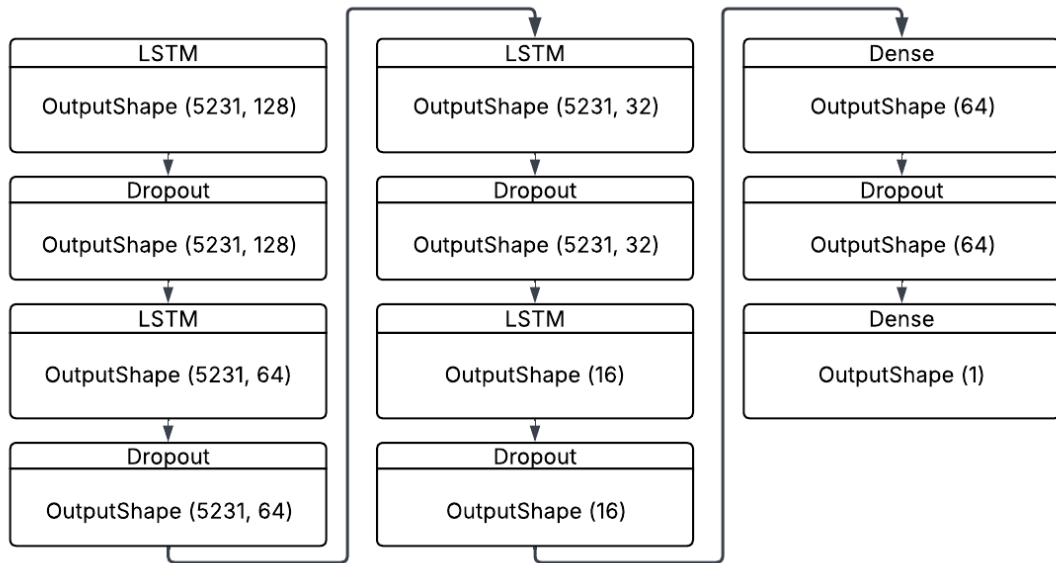 LSTM
OutputShape (5231, 128)
Dropout
OutputShape (5231, 128)
LSTM
OutputShape (5231, 64)
Dropout
OutputShape (5231, 64)
LSTM
OutputShape (5231, 32)
Dropout
OutputShape (5231, 32)
LSTM
OutputShape (16)
Dropout
OutputShape (16)
Dense
OutputShape (64)
Dropout
OutputShape (64)
Dense
OutputShape (1)